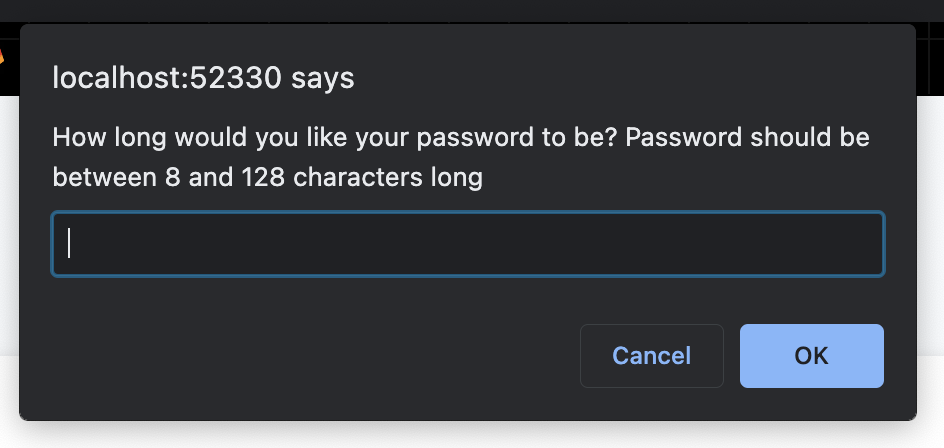 localhost:52330 says
How long would you like your password to be? Password should be
between 8 and 128 characters long
Cancel
OK